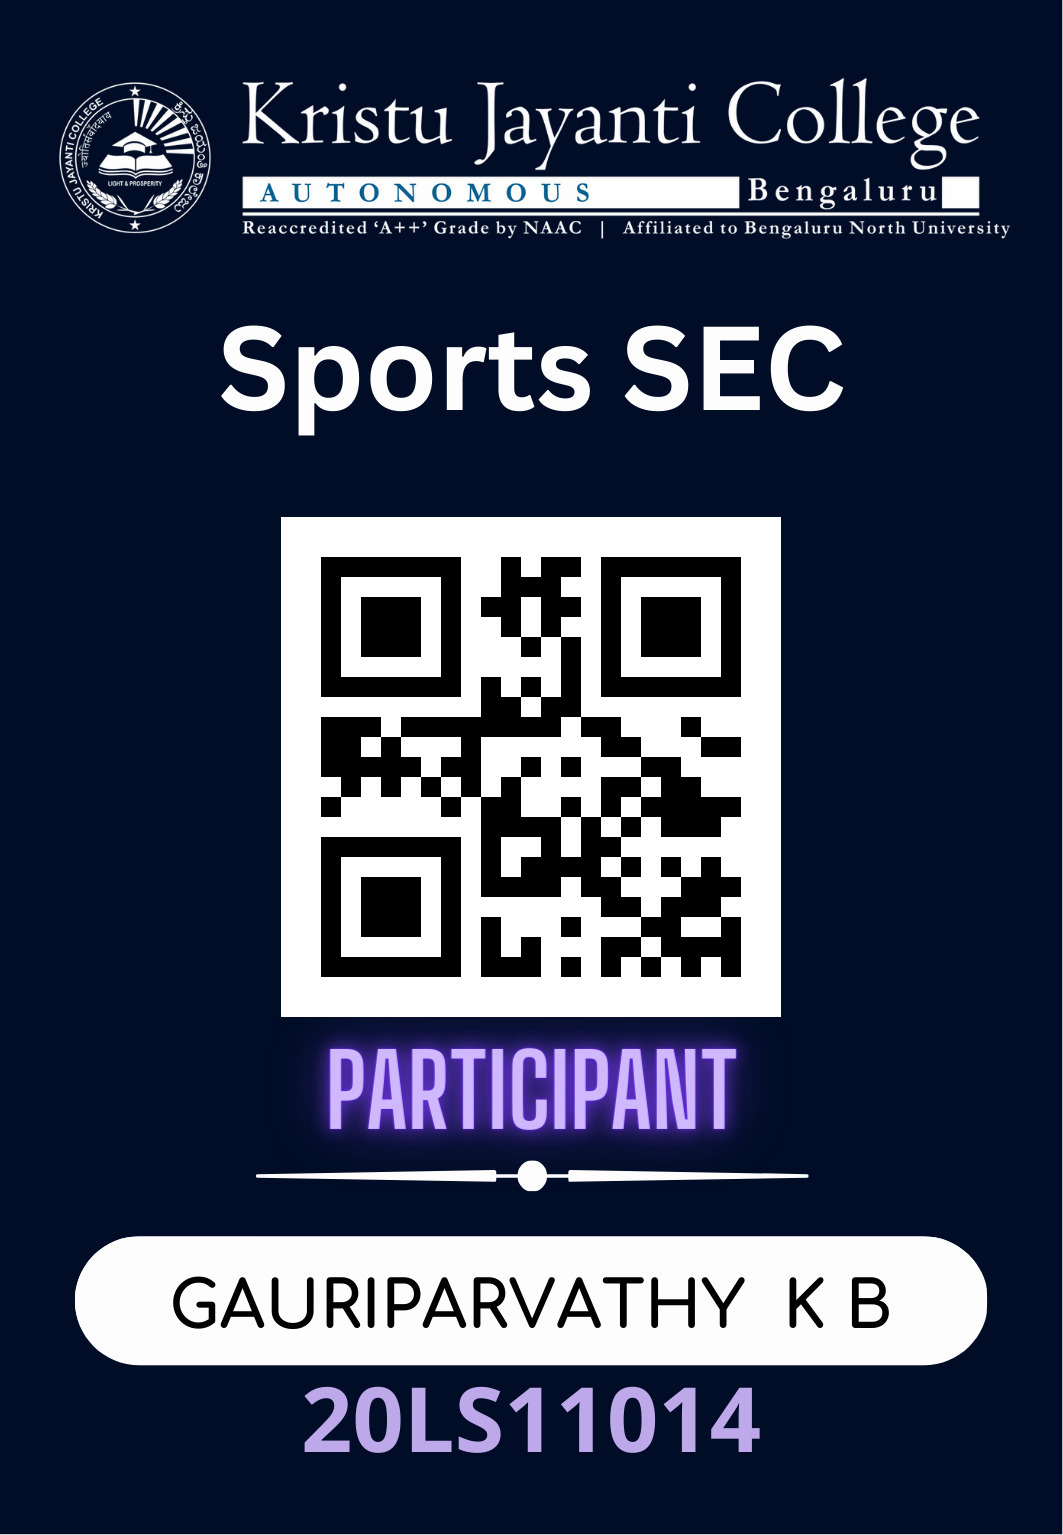 KRISTU JAYANTI COLLEGE
ज्योतिसंवादयाय
LIGHT & PROSPERITY
Kristu Jayanti College
AUTONOMOUS Bengaluru
Reaccredited ‘A++’ Grade by NAAC | Affiliated to Bengaluru North University
Sports SEC
PARTICIPANT
GAURIPARVATHY K B
20LS11014